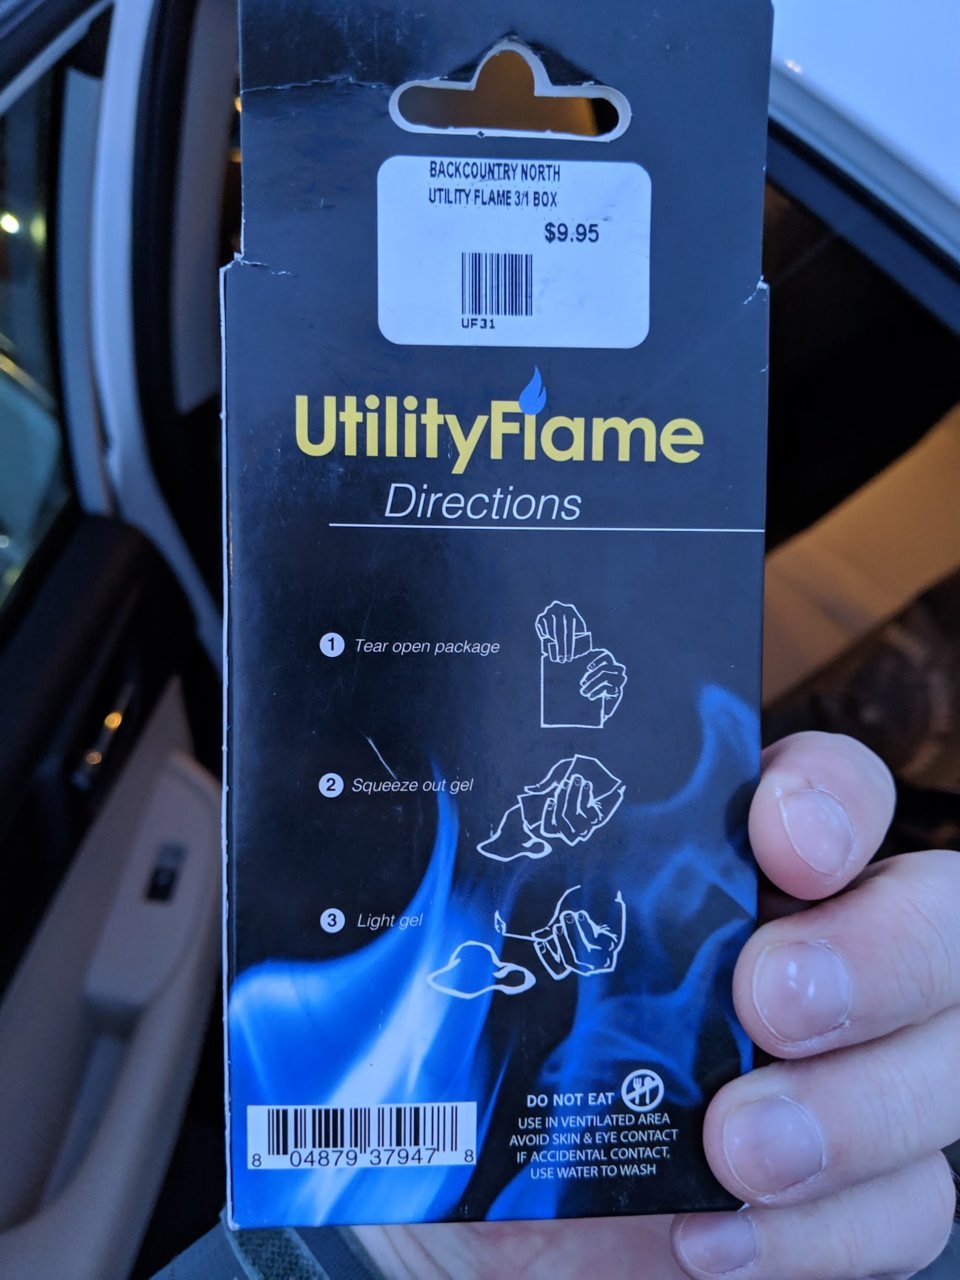 BACKCOUNTRY NORTH
UTILITY FLAME 3/1 BOX
$9.95
UF31
UtilityFlame
Directions
1 Tear open package
2 Squeeze out gel
3 Light gel
DO NOT EAT
USE IN VENTILATED AREA
AVOID SKIN & EYE CONTACT
IF ACCIDENTAL CONTACT,
USE WATER TO WASH
8 04879 37947 8